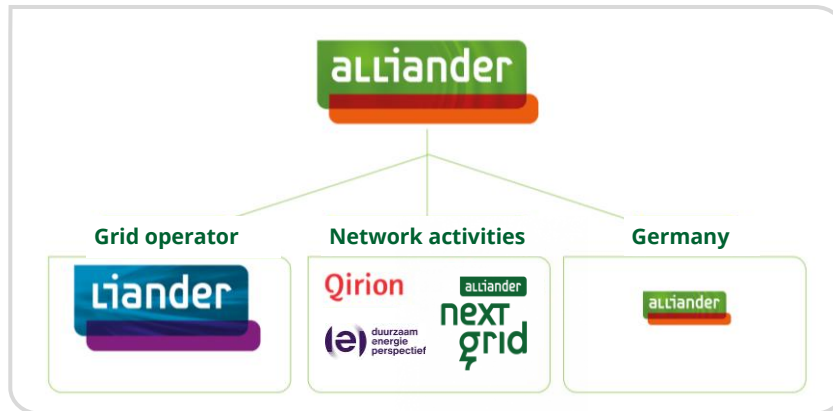 alliander
Grid operator
Network activities
Germany
Liander
Qirion
duurzaam
energie
perspectief
alliander
next
grid
alliander